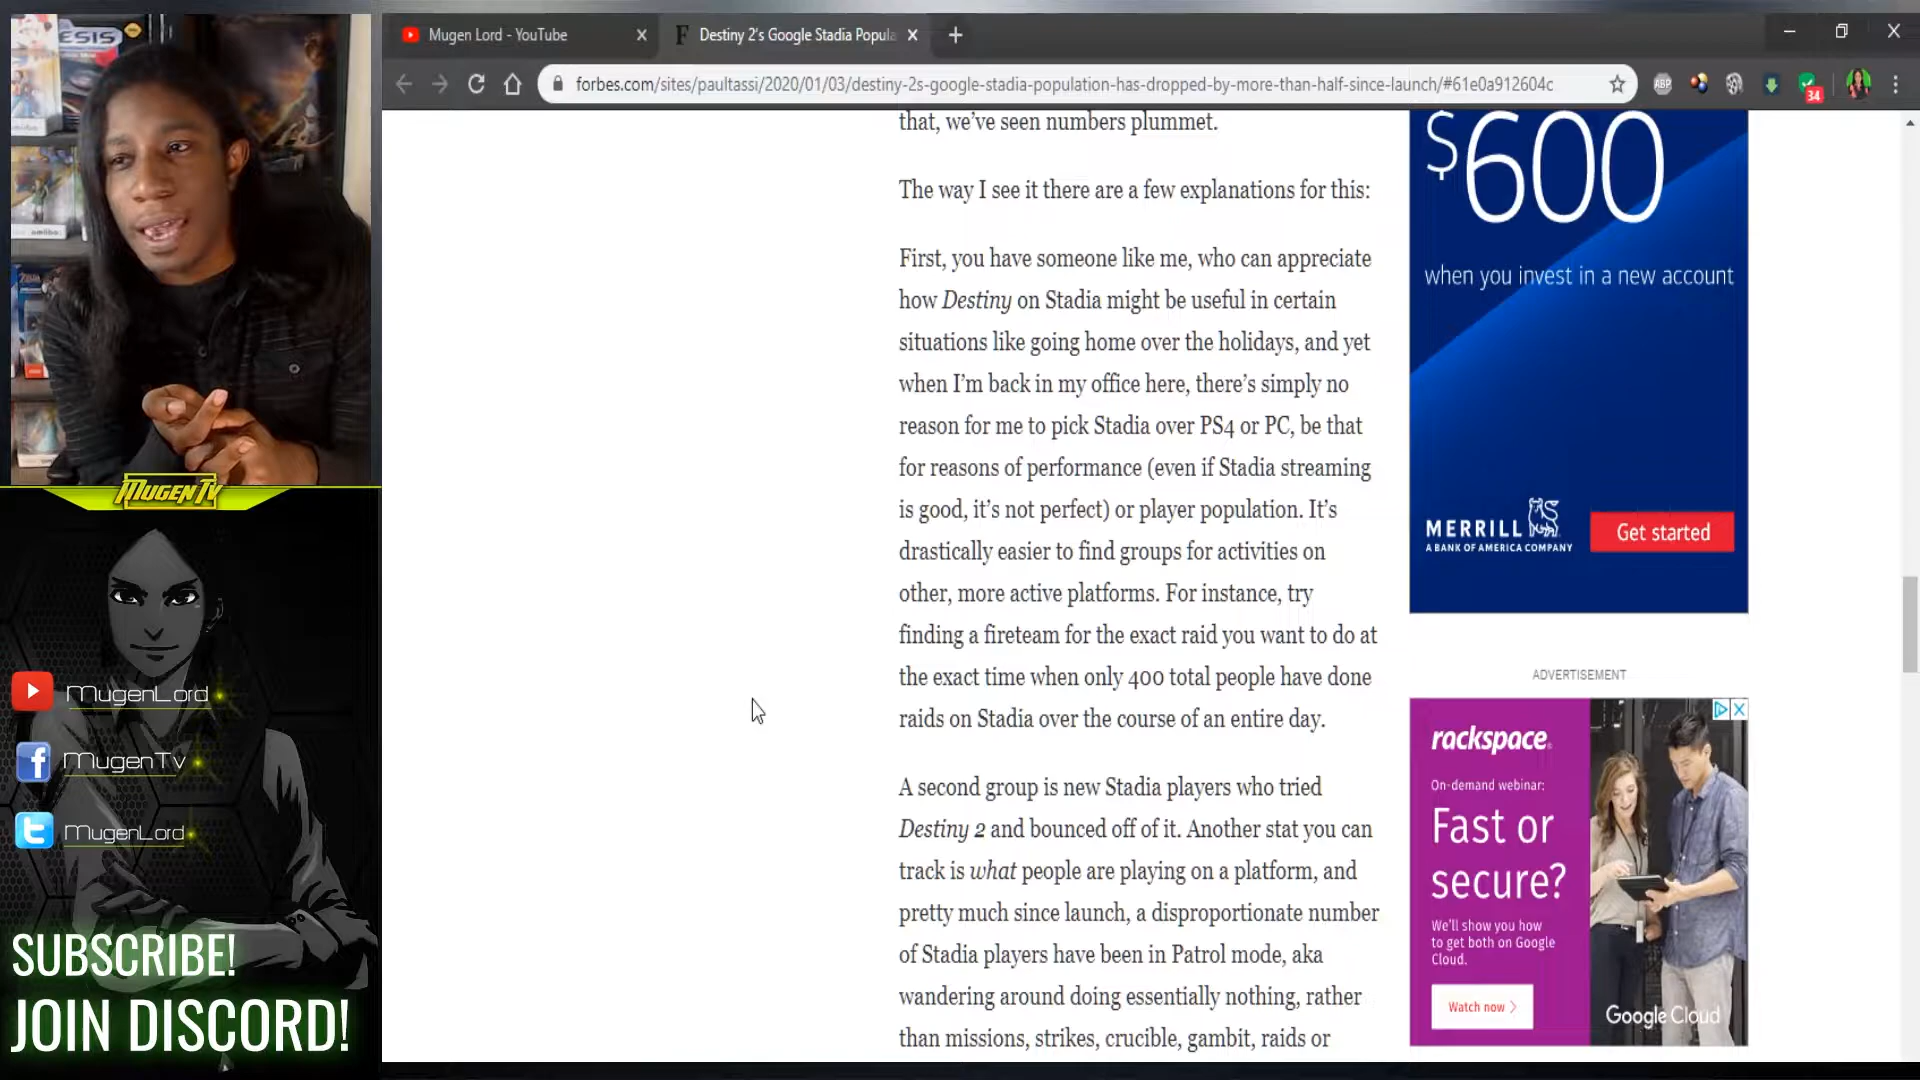 ESIS
amiibo
MUGENTV
MugenLord
MugenTv
MugenLord
SUBSCRIBE!
JOIN DISCORD!
Mugen Lord - YouTube
Destiny 2's Google Stadia Popula
forbes.com/sites/paultassi/2020/01/03/destiny-2s-google-stadia-population-has-dropped-by-more-than-half-since-launch/#61e0a912604c
ABP
34
that, we've seen numbers plummet.
The way I see it there are a few explanations for this:
First, you have someone like me, who can appreciate
how Destiny on Stadia might be useful in certain
situations like going home over the holidays, and yet
when I'm back in my office here, there's simply no
reason for me to pick Stadia over PS4 or PC, be that
for reasons of performance (even if Stadia streaming
is good, it's not perfect) or player population. It's
drastically easier to find groups for activities on
other, more active platforms. For instance, try
finding a fireteam for the exact raid you want to do at
the exact time when only 400 total people have done
raids on Stadia over the course of an entire day.
A second group is new Stadia players who tried
Destiny 2 and bounced off of it. Another stat you can
track is what people are playing on a platform, and
pretty much since launch, a disproportionate number
of Stadia players have been in Patrol mode, aka
wandering around doing essentially nothing, rather
than missions, strikes, crucible, gambit, raids or
$600
when you invest in a new account
MERRILL
A BANK OF AMERICA COMPANY
Get started
ADVERTISEMENT
rackspace
On-demand webinar:
Fast or
secure?
We'll show you how
to get both on Google
Cloud.
Watch now >
Google Cloud